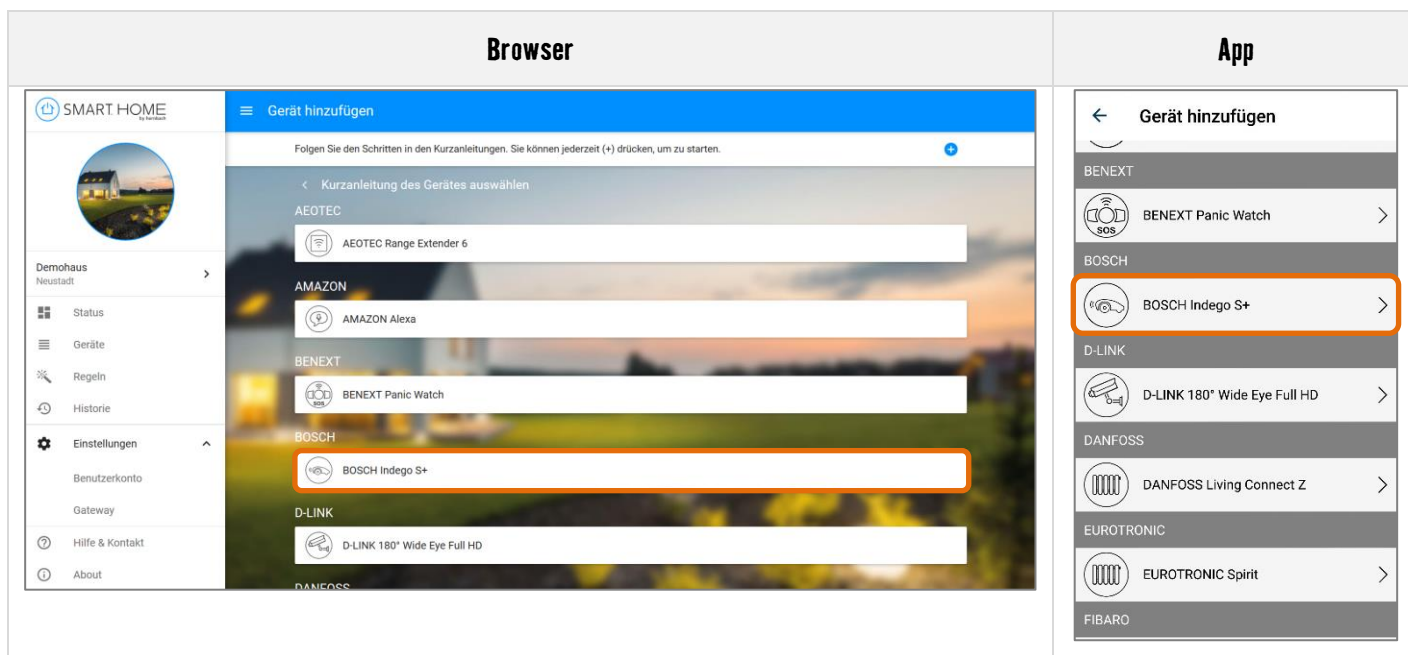 Browser
App
SMART HOME
by hornbach
Demohaus
Neustadt
Status
Geräte
Regeln
Historie
Einstellungen
Benutzerkonto
Gateway
Hilfe & Kontakt
About
Gerät hinzufügen
Folgen Sie den Schritten in den Kurzanleitungen. Sie können jederzeit (+) drücken, um zu starten.
Kurzanleitung des Gerätes auswählen
AEOTEC
AEOTEC Range Extender 6
AMAZON
AMAZON Alexa
BENEXT
SOS
BENEXT Panic Watch
BOSCH
BOSCH Indego S+
D-LINK
D-LINK 180° Wide Eye Full HD
DANFOSS
Gerät hinzufügen
BENEXT
SOS
BENEXT Panic Watch
BOSCH
BOSCH Indego S+
D-LINK
D-LINK 180° Wide Eye Full HD
DANFOSS
DANFOSS Living Connect Z
EUROTRONIC
EUROTRONIC Spirit
FIBARO